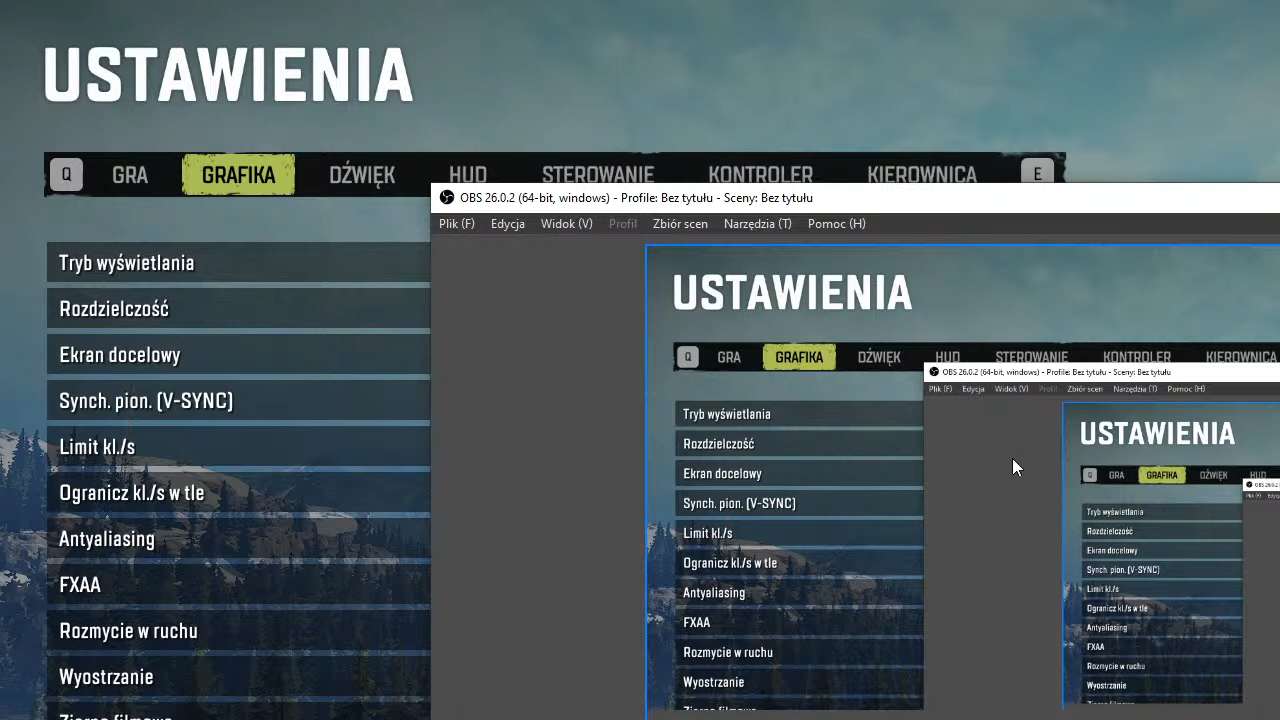 USTAWIENIA
Q GRA GRAFIKA DŹWIĘK HUD STEROWANIE KONTROLER KIEROWNICA E
Tryb wyświetlania
Rozdzielczość
Ekran docelowy
Synch. pion. (V-SYNC)
Limit kl./s
Ogranicz kl./s w tle
Antyaliasing
FXAA
Rozmycie w ruchu
Wyostrzanie
OBS 26.0.2 (64-bit, windows) - Profile: Bez tytułu - Sceny: Bez tytułu
Plik (F) Edycja Widok (V) Profil Zbiór scen Narzędzia (T) Pomoc (H)
USTAWIENIA
Q GRA GRAFIKA DŹWIĘK HUD STEROWANIE KONTROLER KIEROWNICA
Tryb wyświetlania
Rozdzielczość
Ekran docelowy
Synch. pion. (V-SYNC)
Limit kl./s
Ogranicz kl./s w tle
Antyaliasing
FXAA
Rozmycie w ruchu
Wyostrzanie
OBS 26.0.2 (64-bit, windows) - Profile: Bez tytułu - Sceny: Bez tytułu
Plik (F) Edycja Widok (V) Profil Zbiór scen Narzędzia (T) Pomoc (H)
USTAWIENIA
Q GRA GRAFIKA DŹWIĘK HUD
Tryb wyświetlania
Rozdzielczość
Ekran docelowy
Synch. pion. (V-SYNC)
Limit kl./s
Ogranicz kl./s w tle
Antyaliasing
FXAA
Rozmycie w ruchu
Wyostrzanie
OBS 26.0.2
Plik (F)